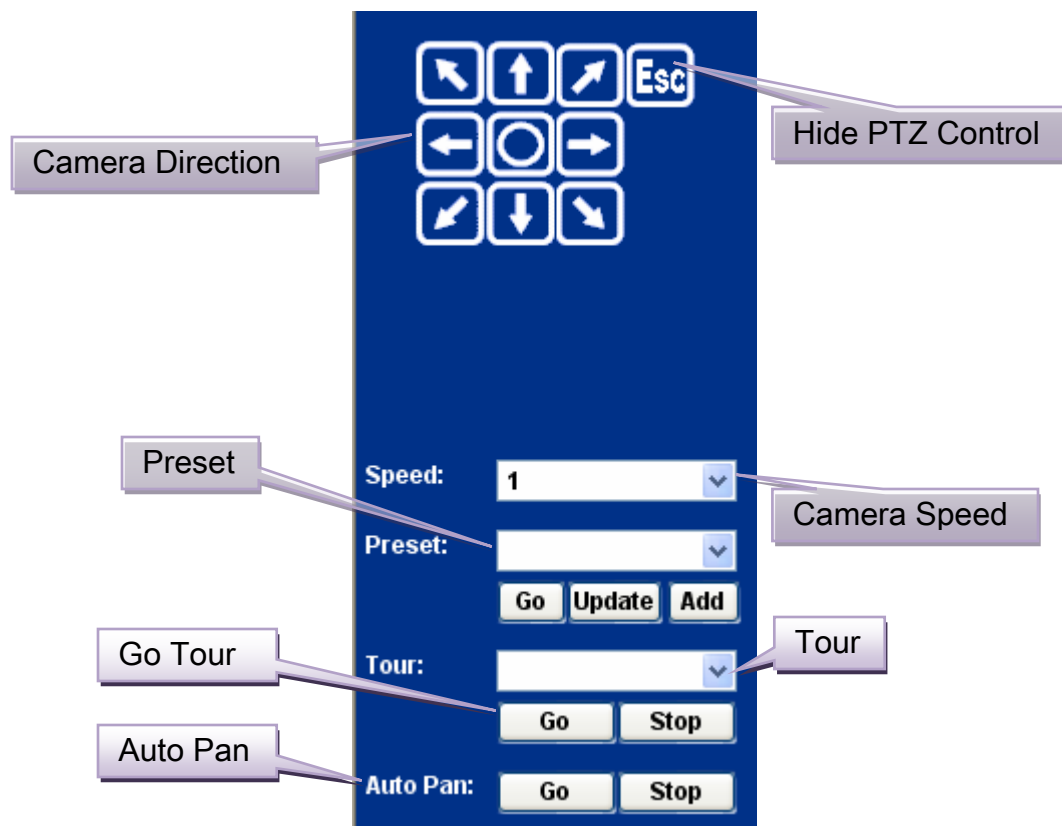 Esc
Hide PTZ Control
Camera Direction
Preset
Speed:
1
Camera Speed
Preset:
Go Update Add
Go Tour
Tour:
Tour
Go Stop
Auto Pan
Auto Pan:
Go Stop